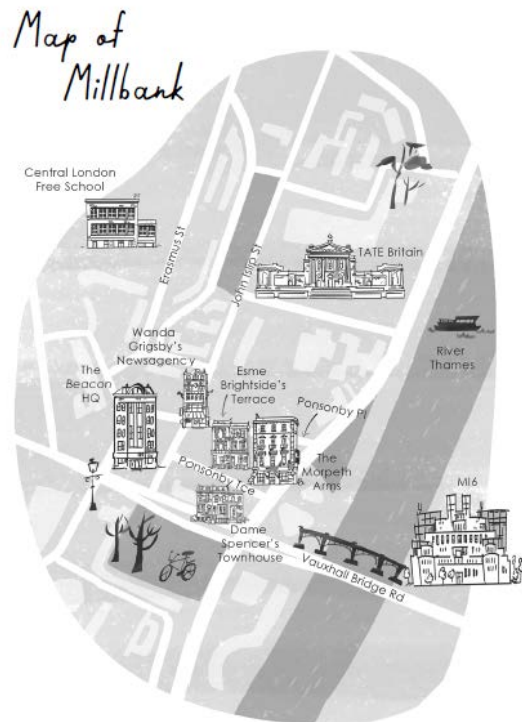 Map of
Millbank
Central London
Free School
Erasmus St
John Islip St
TATE Britain
River
Thames
Wanda
Grigsby's
Newsagency
The
Beacon
HQ
Esme
Brightside's
Terrace
Ponsonby Pl
The
Morpeth
Arms
Ponsonby Tce
MI6
Dame
Spencer's
Townhouse
Vauxhall Bridge Rd